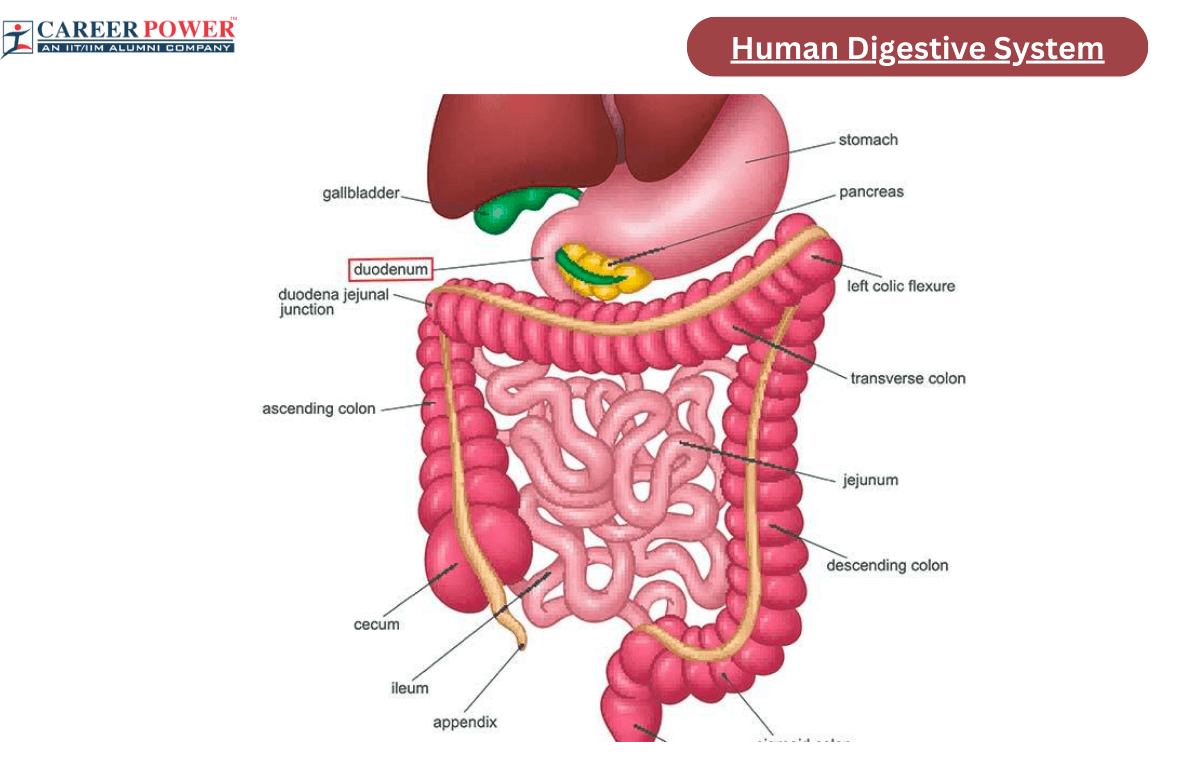 CAREER POWER
TM
AN IIT/IIM ALUMNI COMPANY
Human Digestive System
stomach
gallbladder
pancreas
duodenum
duodena jejunal
junction
left colic flexure
transverse colon
ascending colon
jejunum
descending colon
cecum
ileum
appendix